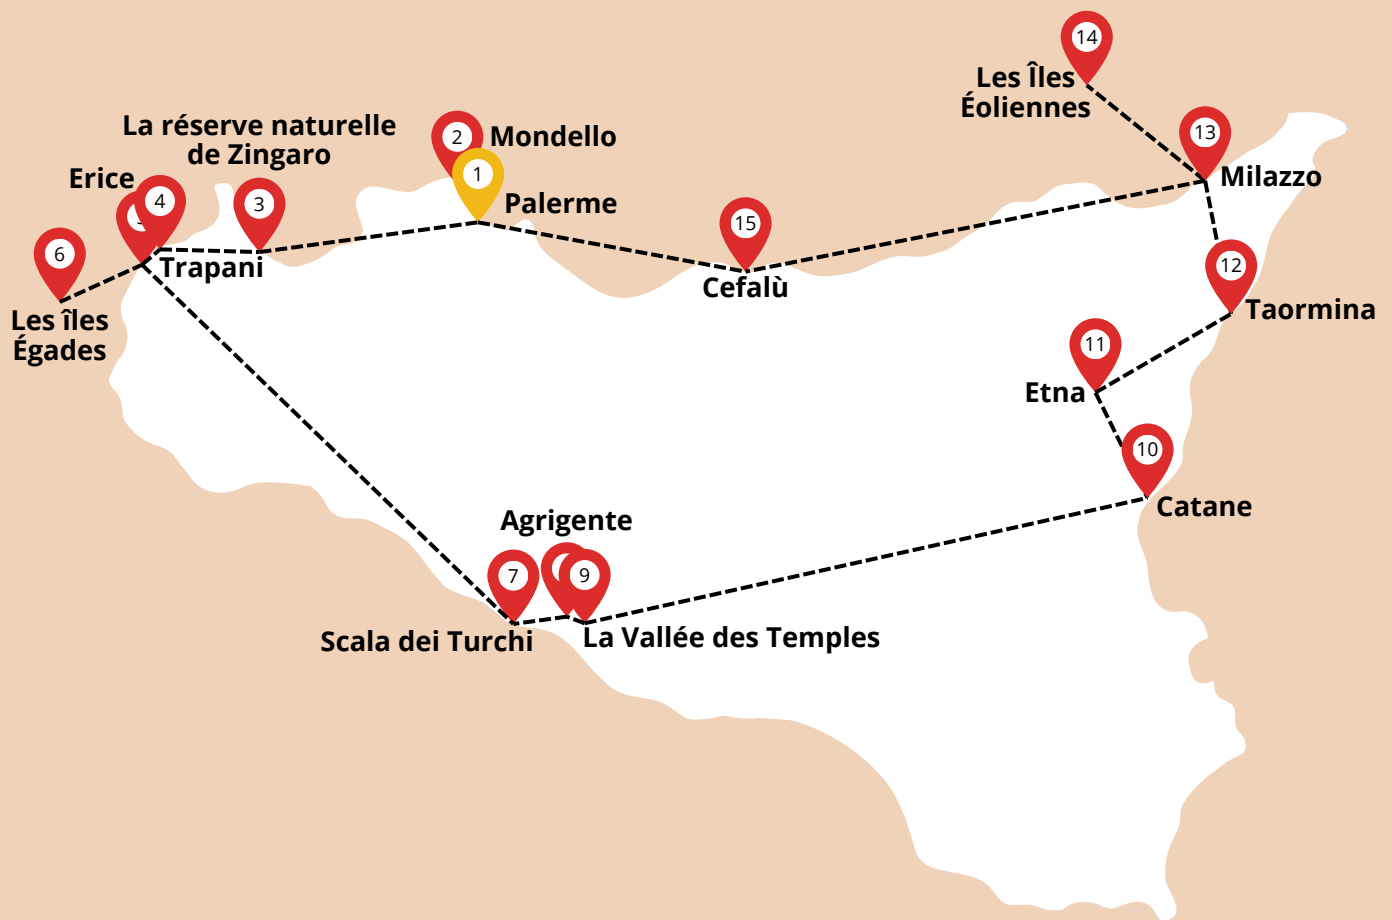 14
Les Îles
Éoliennes
13
Milazzo
La réserve naturelle
de Zingaro
2
Mondello
1
Palerme
Erice
4
3
6
Trapani
Les îles
Égades
15
Cefalù
12
Taormina
11
Etna
10
Catane
Agrigente
7
9
Scala dei Turchi
La Vallée des Temples